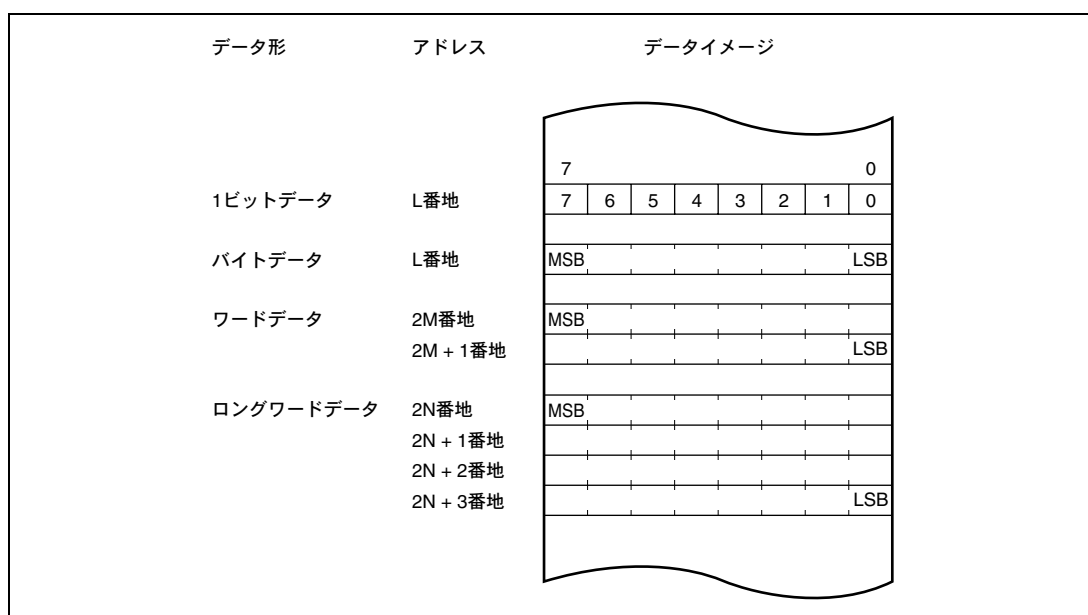 データ形 アドレス データイメージ
7 0
1ビットデータ L番地 7 6 5 4 3 2 1 0
バイトデータ L番地 MSB LSB
ワードデータ 2M番地 MSB
2M + 1番地 LSB
ロングワードデータ 2N番地 MSB
2N + 1番地
2N + 2番地
2N + 3番地 LSB